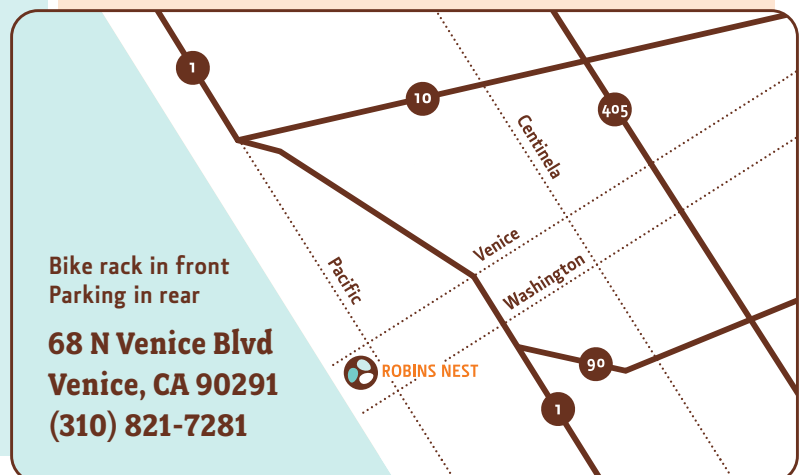 1
10
405
Centinela
Venice
Washington
Pacific
Bike rack in front
Parking in rear
68 N Venice Blvd
Venice, CA 90291
(310) 821-7281
ROBINS NEST
90
1